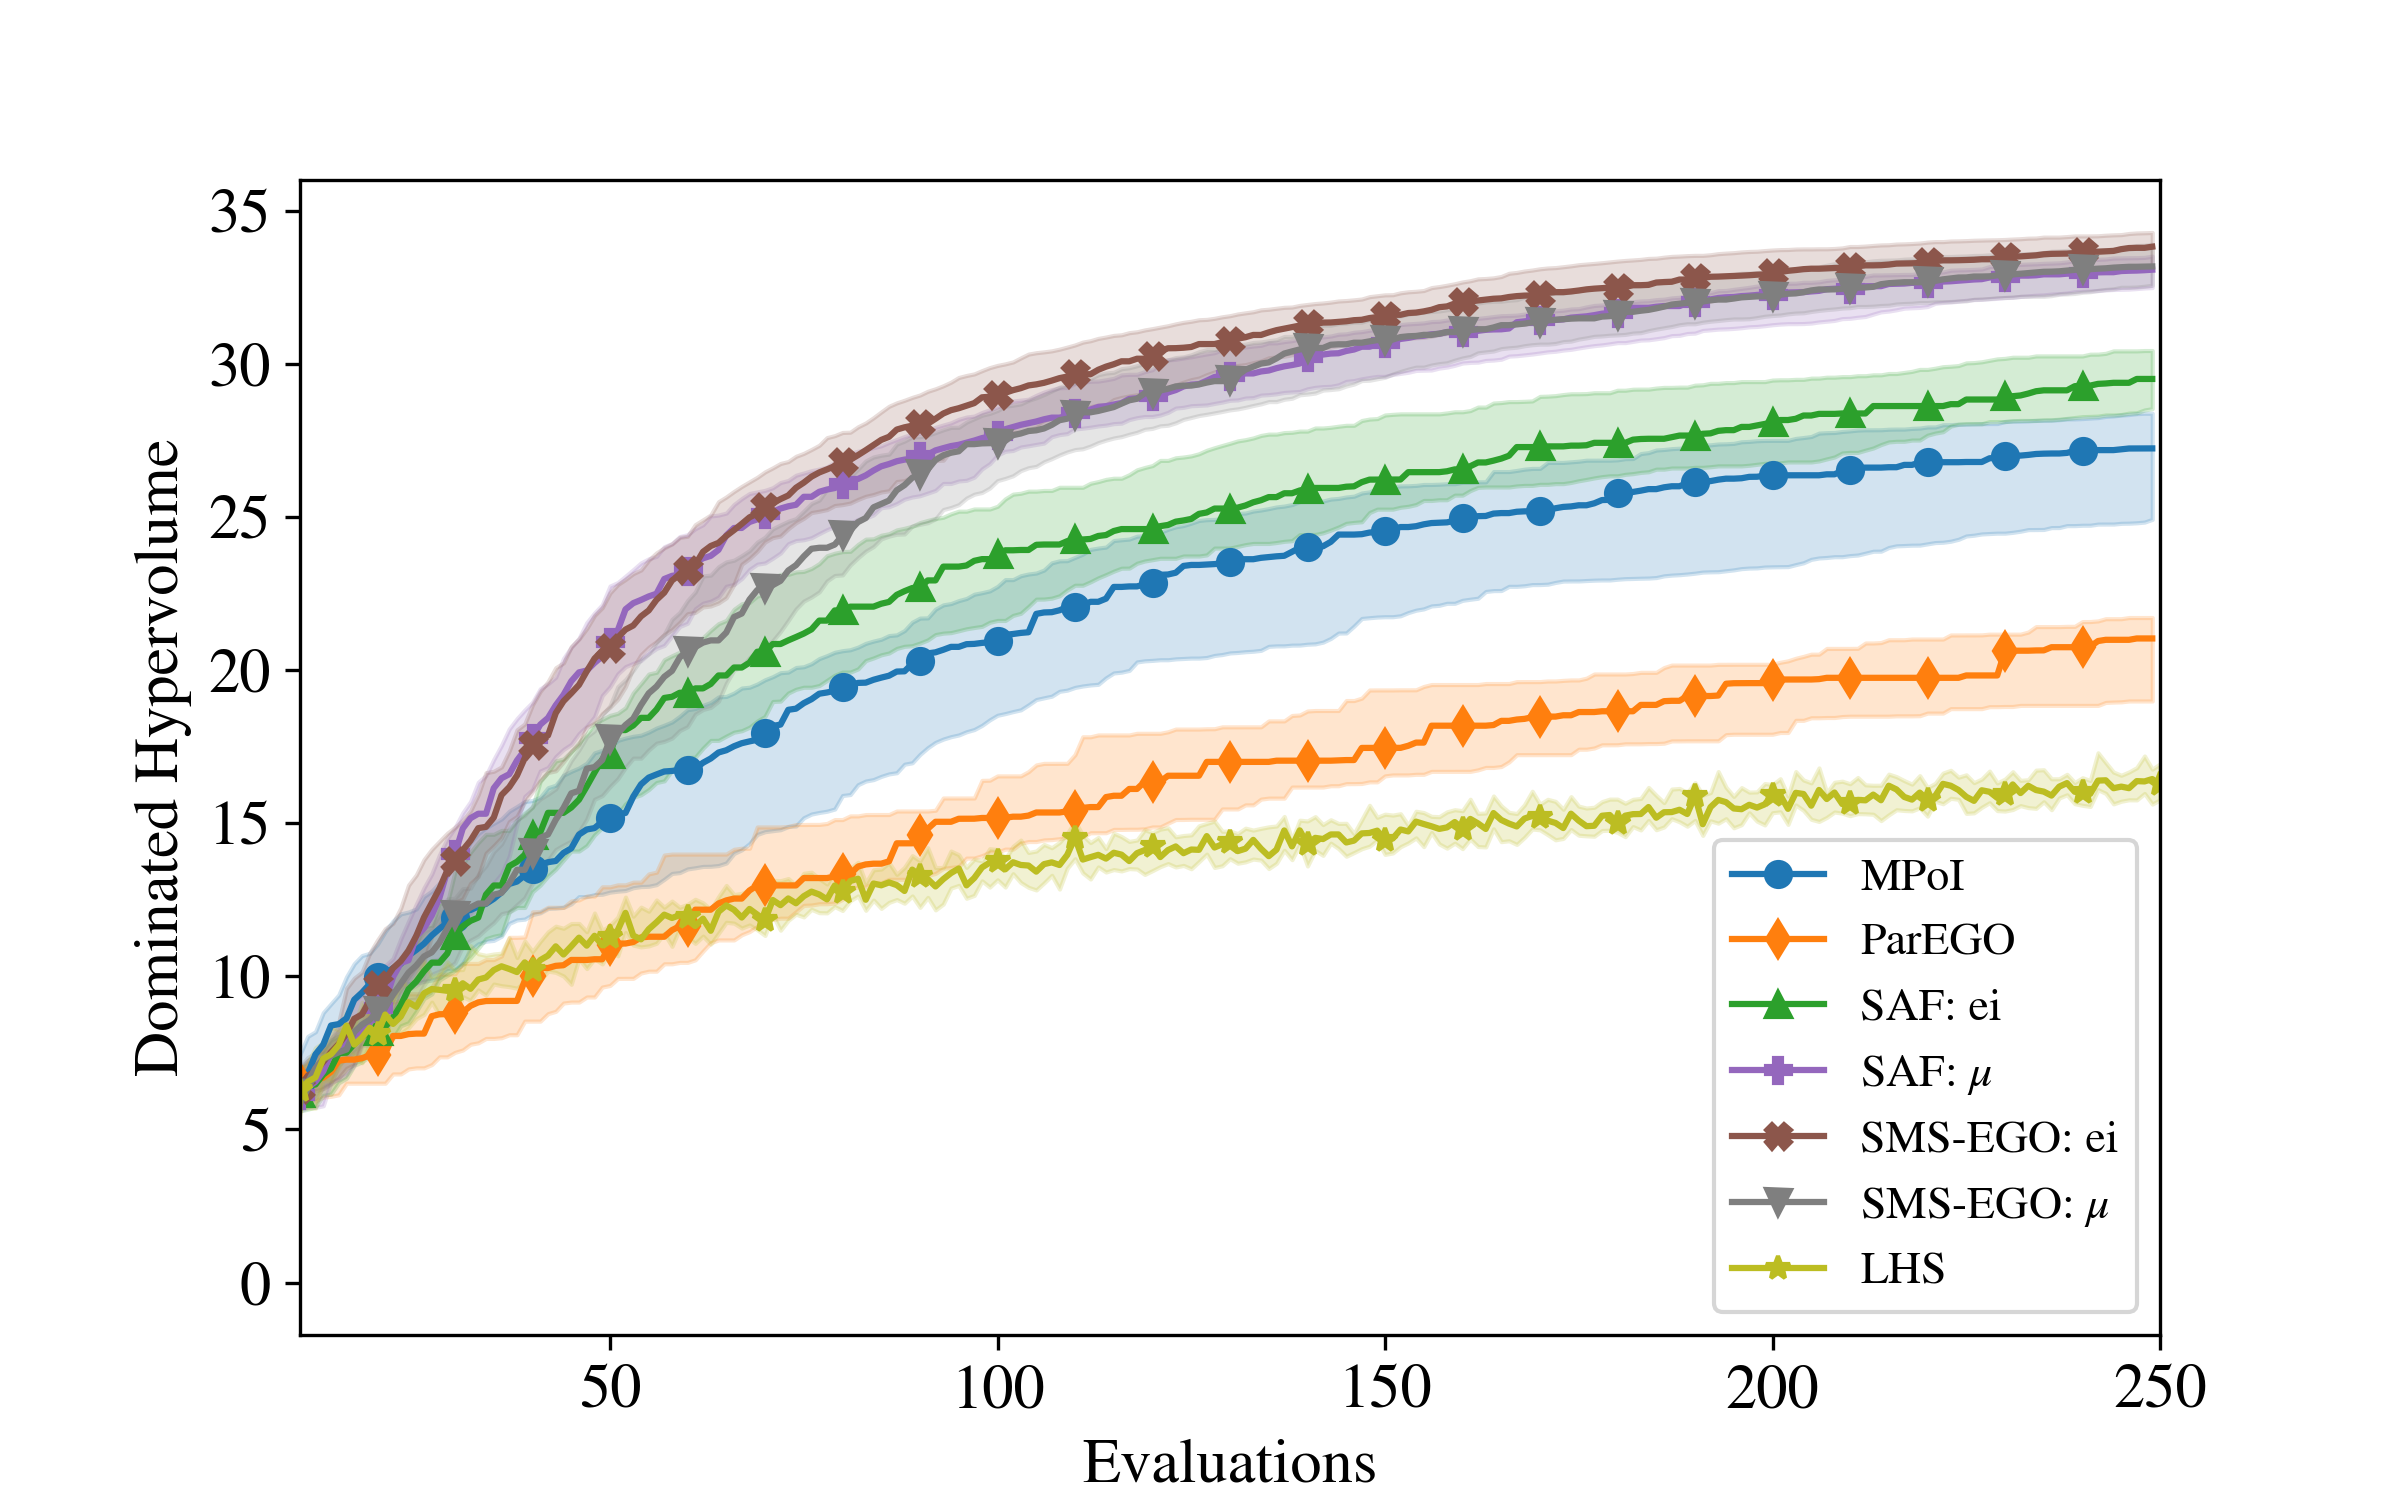 35
30
25
20
15
10
5
0
Dominated Hypervolume
50
100
150
200
250
Evaluations
MPoI
ParEGO
SAF: ei
SAF: μ
SMS-EGO: ei
SMS-EGO: μ
LHS